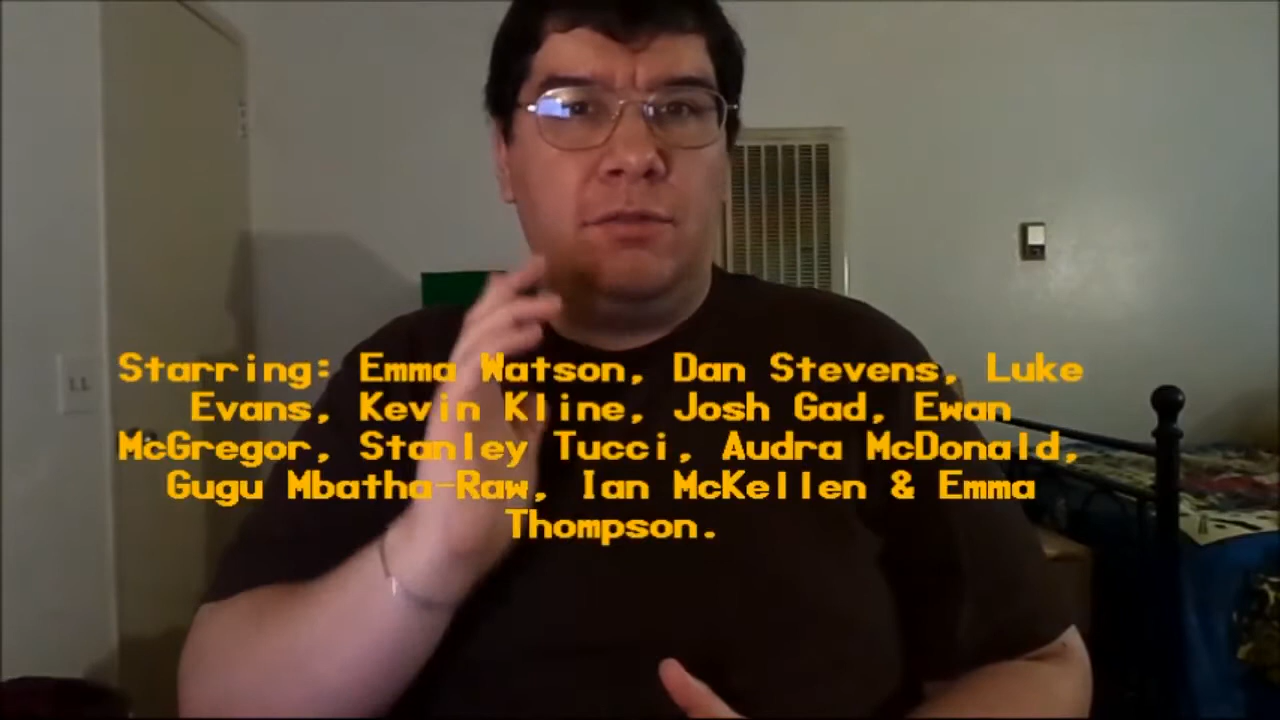 Starring: Emma Watson, Dan Stevens, Luke
Evans, Kevin Kline, Josh Gad, Ewan
McGregor, Stanley Tucci, Audra McDonald,
Gugu Mbatha-Raw, Ian McKellen & Emma
Thompson.